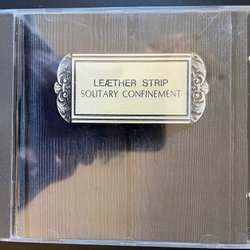 LEÆTHER STRIP
SOLITARY CONFINEMENT